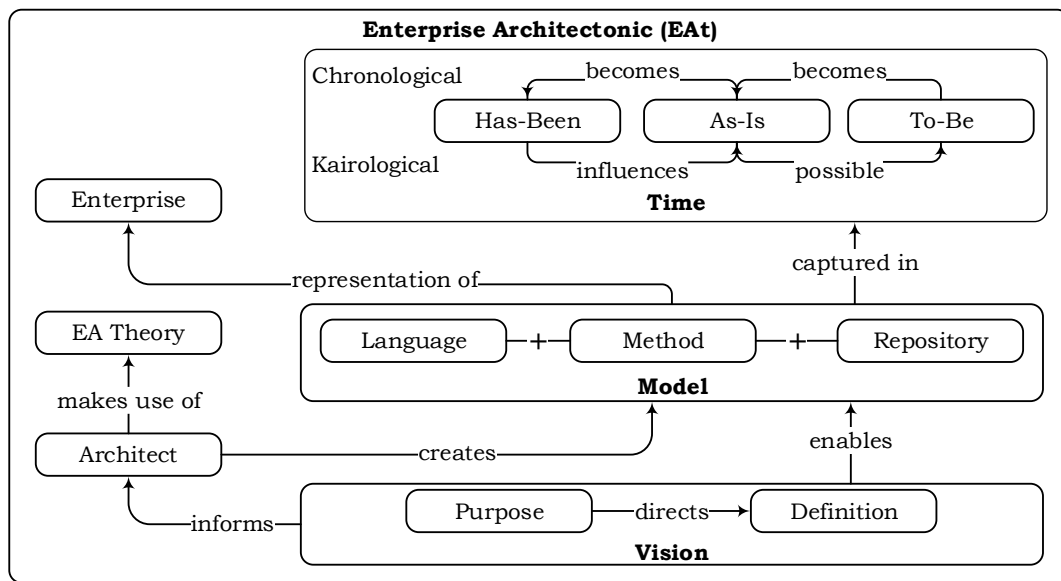 Enterprise Architectonic (EAt)
Chronological
becomes
becomes
Has-Been
As-Is
To-Be
Kairological
influences
possible
Time
Enterprise
captured in
representation of
EA Theory
Language
+
Method
+
Repository
Model
makes use of
Architect
creates
enables
Purpose
directs
Definition
informs
Vision